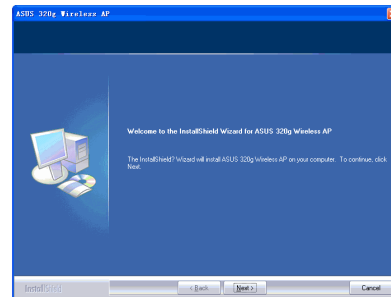 ASUS 320g Wireless AP
Welcome to the InstallShield Wizard for ASUS 320g Wireless AP
The InstallShield? Wizard will install ASUS 320g Wireless AP on your computer. To continue, click
Next.
InstallShield
< Back
Next >
Cancel